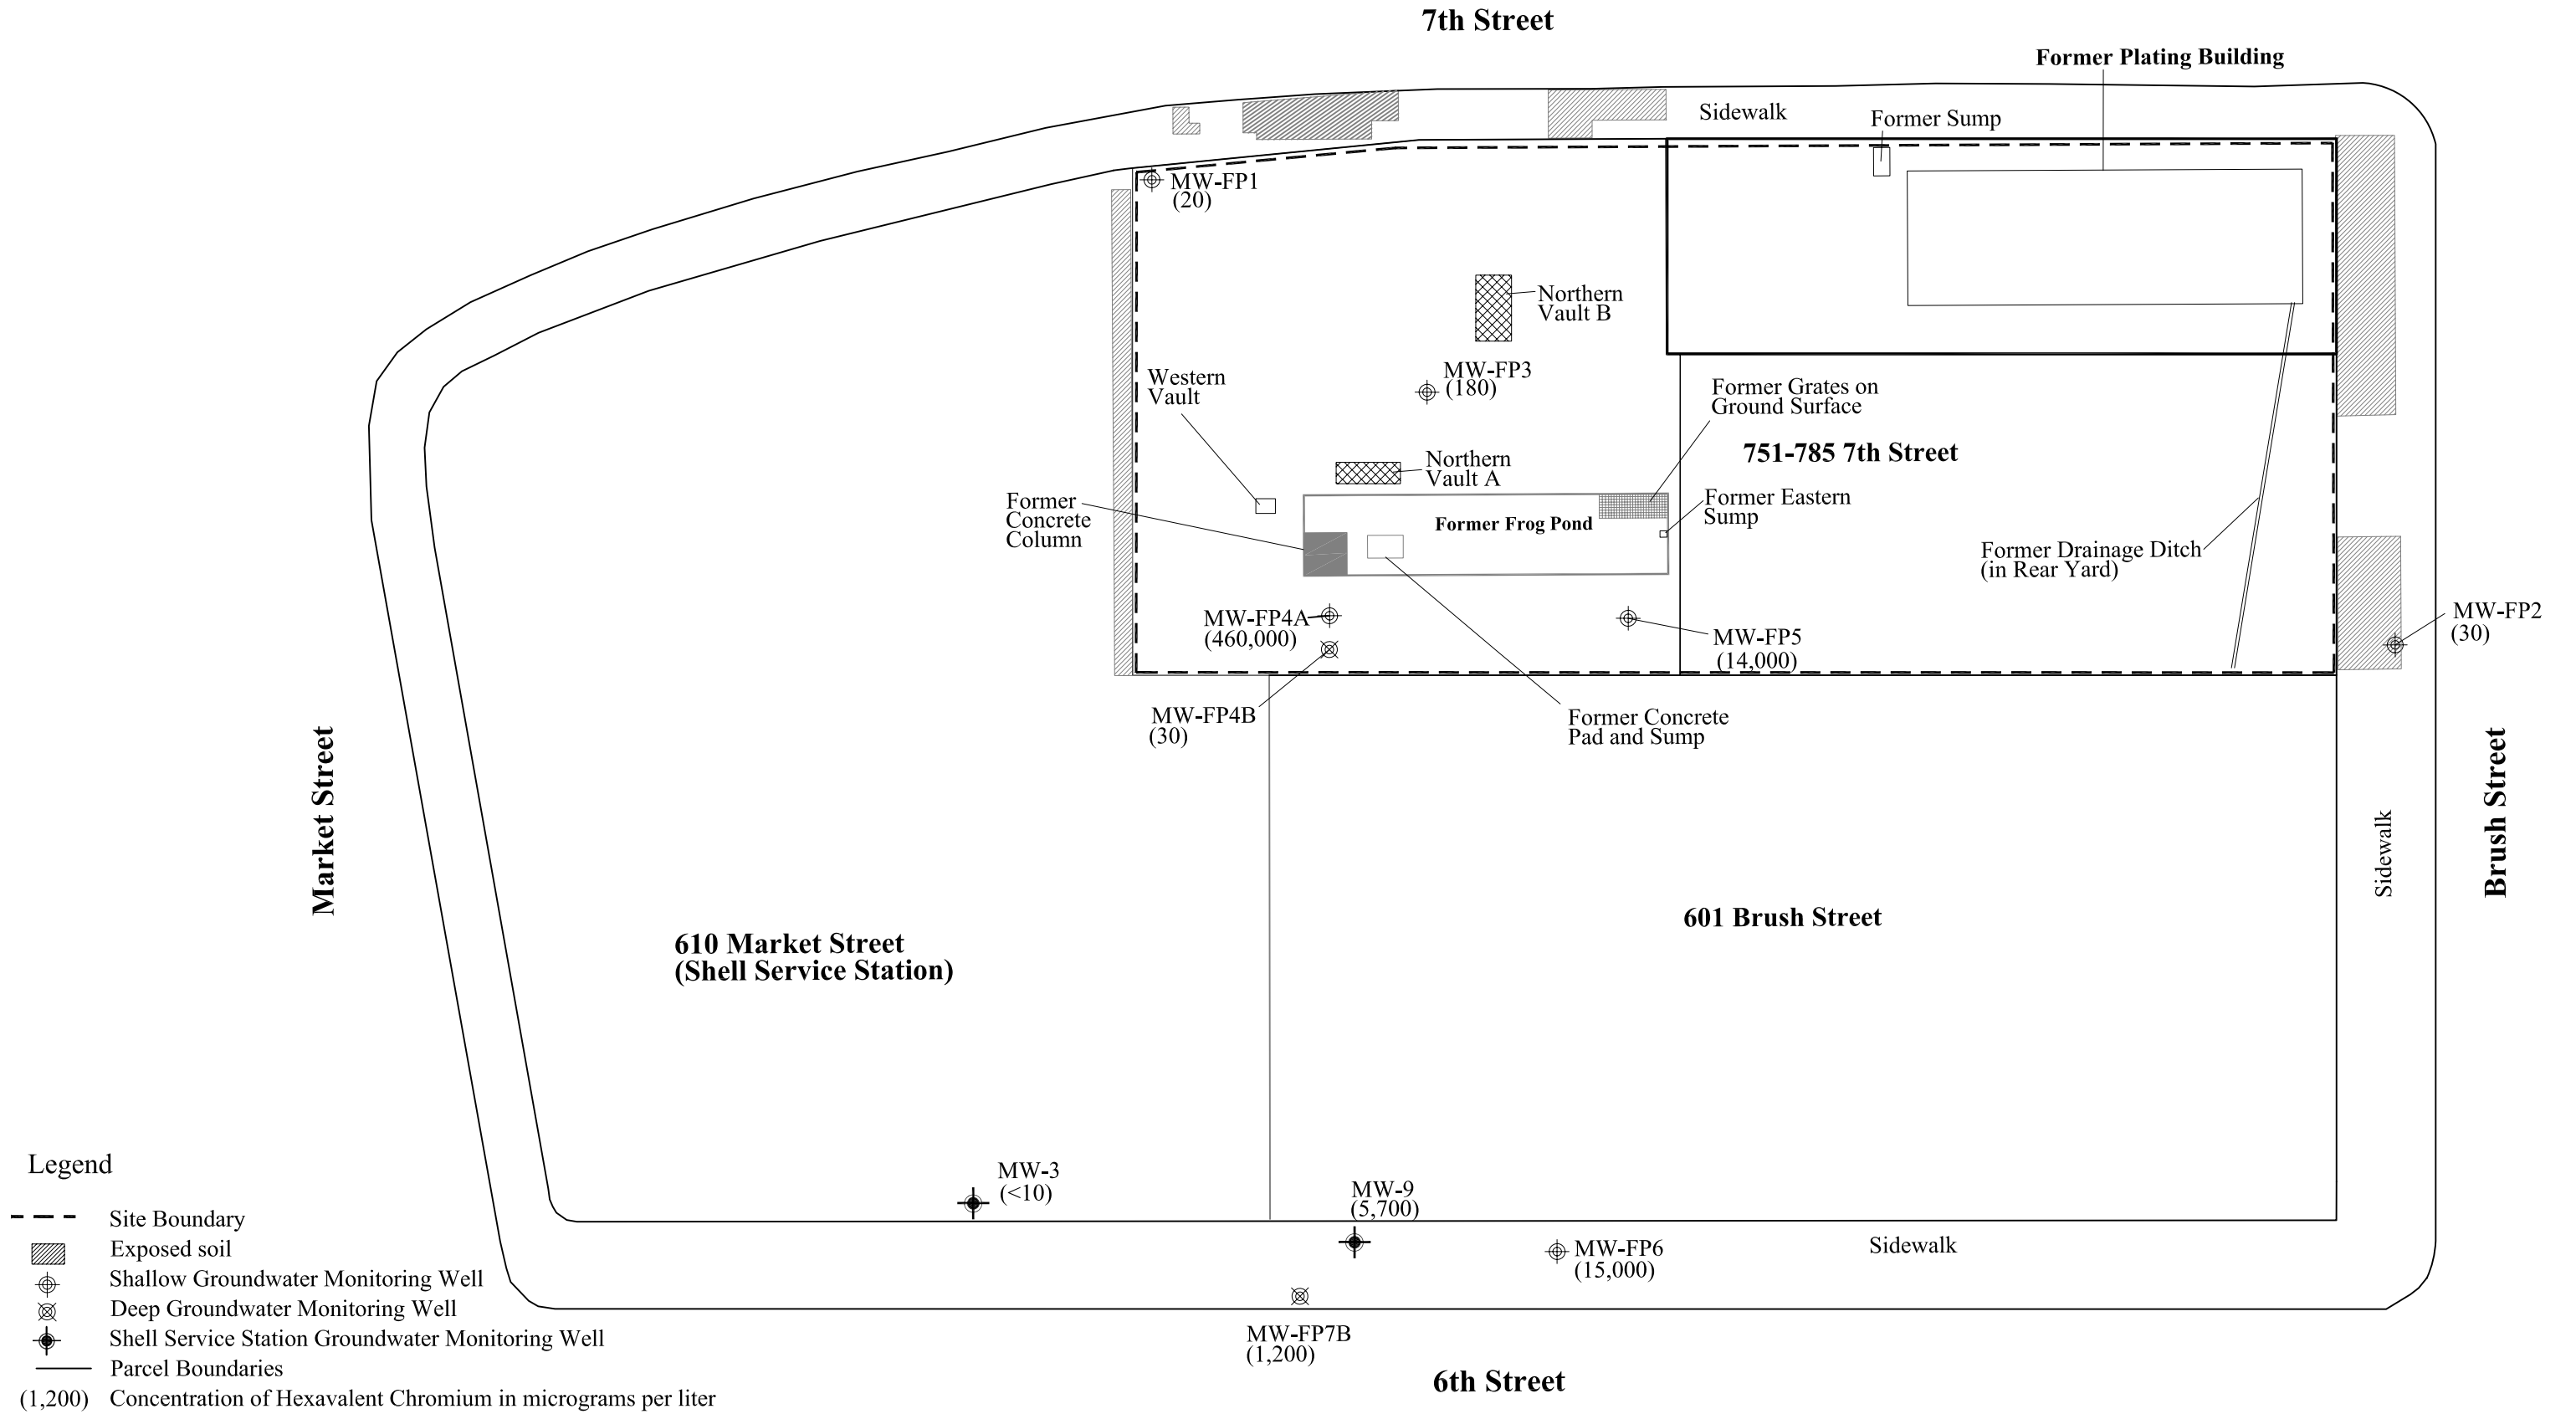 7th Street
Former Plating Building
Sidewalk
Former Sump
MW-FP1
(20)
Northern
Vault B
Western
Vault
MW-FP3
(180)
Former Grates on
Ground Surface
751-785 7th Street
Northern
Vault A
Former
Concrete
Column
Former Frog Pond
Former Eastern
Sump
Former Drainage Ditch
(in Rear Yard)
MW-FP4A
(460,000)
MW-FP5
(14,000)
MW-FP2
(30)
MW-FP4B
(30)
Former Concrete
Pad and Sump
Market Street
Brush Street
Sidewalk
610 Market Street
(Shell Service Station)
601 Brush Street
MW-3
(<10)
MW-9
(5,700)
MW-FP6
(15,000)
Sidewalk
MW-FP7B
(1,200)
6th Street
Legend
Site Boundary
Exposed soil
Shallow Groundwater Monitoring Well
Deep Groundwater Monitoring Well
Shell Service Station Groundwater Monitoring Well
Parcel Boundaries
(1,200) Concentration of Hexavalent Chromium in micrograms per liter